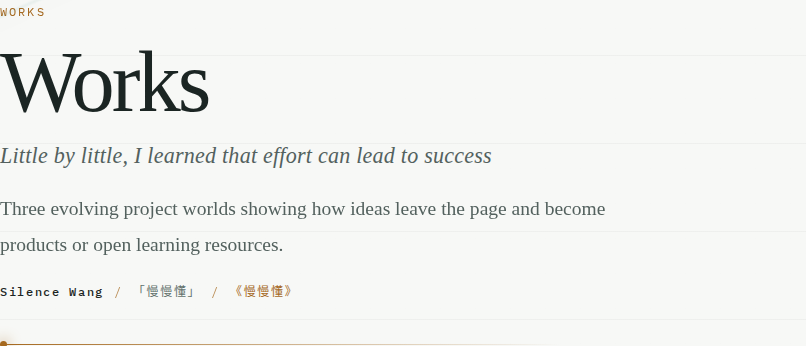 WORKS
Works
Little by little, I learned that effort can lead to success
Three evolving project worlds showing how ideas leave the page and become
products or open learning resources.
Silence Wang / 「慢慢懂」 / 《慢慢懂》